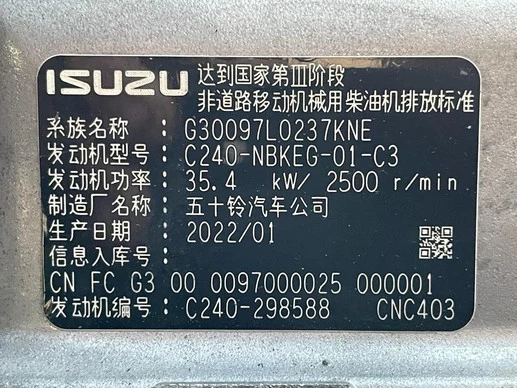 ISUZU 达到国家第Ⅲ阶段
非道路移动机械用柴油机排放标准
系族名称 : G30097L0237KNE
发动机型号 : C240-NBKEG-01-C3
发动机功率 : 35.4 kW/ 2500 r/min
制造厂名称 : 五十铃汽车公司
生产日期 : 2022/01
信息入库号 :
CN FC G3 00 0097000025 000001
发动机编号 : C240-298588 CNC403